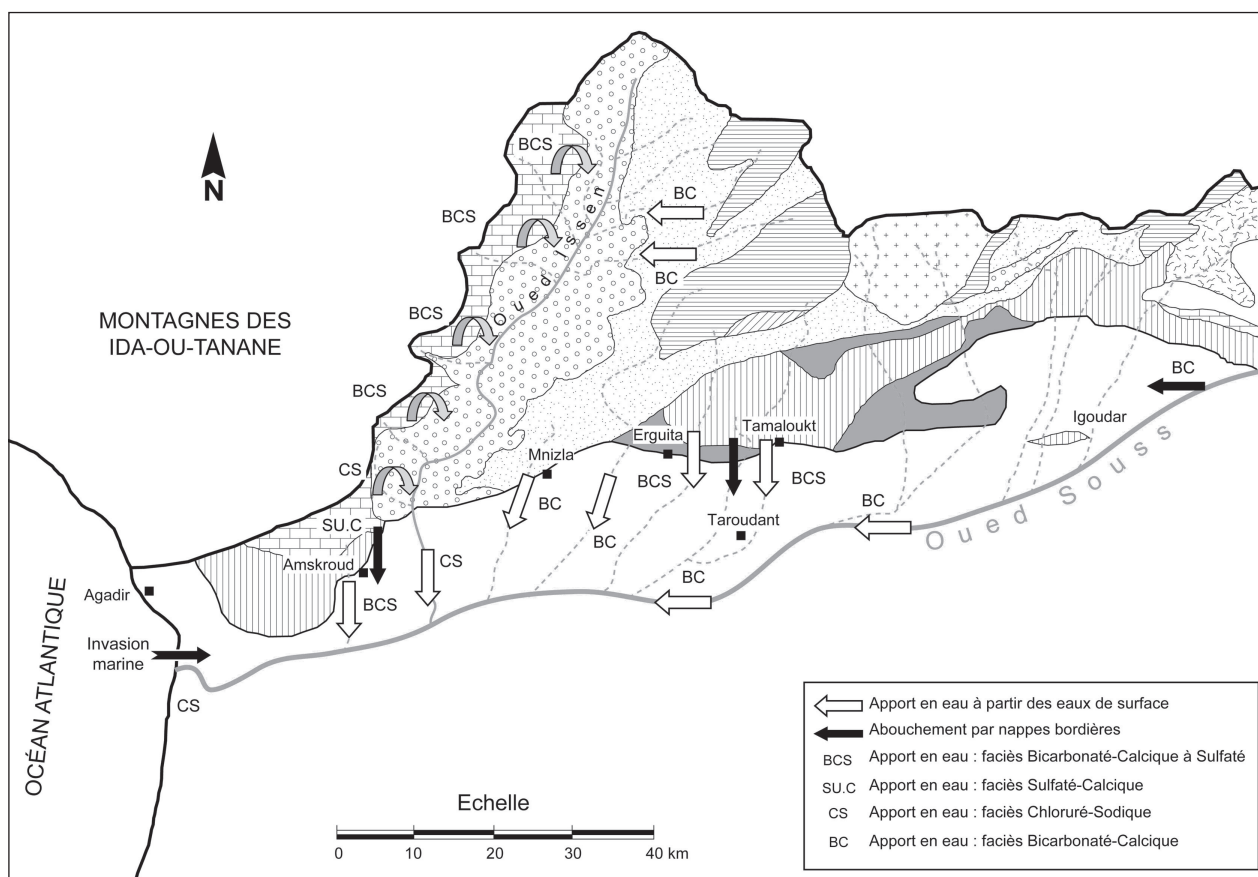 BCS
N
BC
BCS
Oued Issen
BC
MONTAGNES DES
IDA-OU-TANANE
BCS
BC
BCS
Igoudar
Erguita
Tamaloukt
Mnizla
CS
BCS
BCS
BC
Oued Souss
SU.C
Taroudant
BC
BC
Amskroud
CS
BC
Agadir
BCS
Invasion
marine
OCÉAN ATLANTIQUE
CS
Apport en eau à partir des eaux de surface
Abouchement par nappes bordières
BCS Apport en eau : faciès Bicarbonaté-Calcique à Sulfaté
SU.C Apport en eau : faciès Sulfaté-Calcique
CS Apport en eau : faciès Chloruré-Sodique
BC Apport en eau : faciès Bicarbonaté-Calcique
Echelle
0 10 20 30 40 km